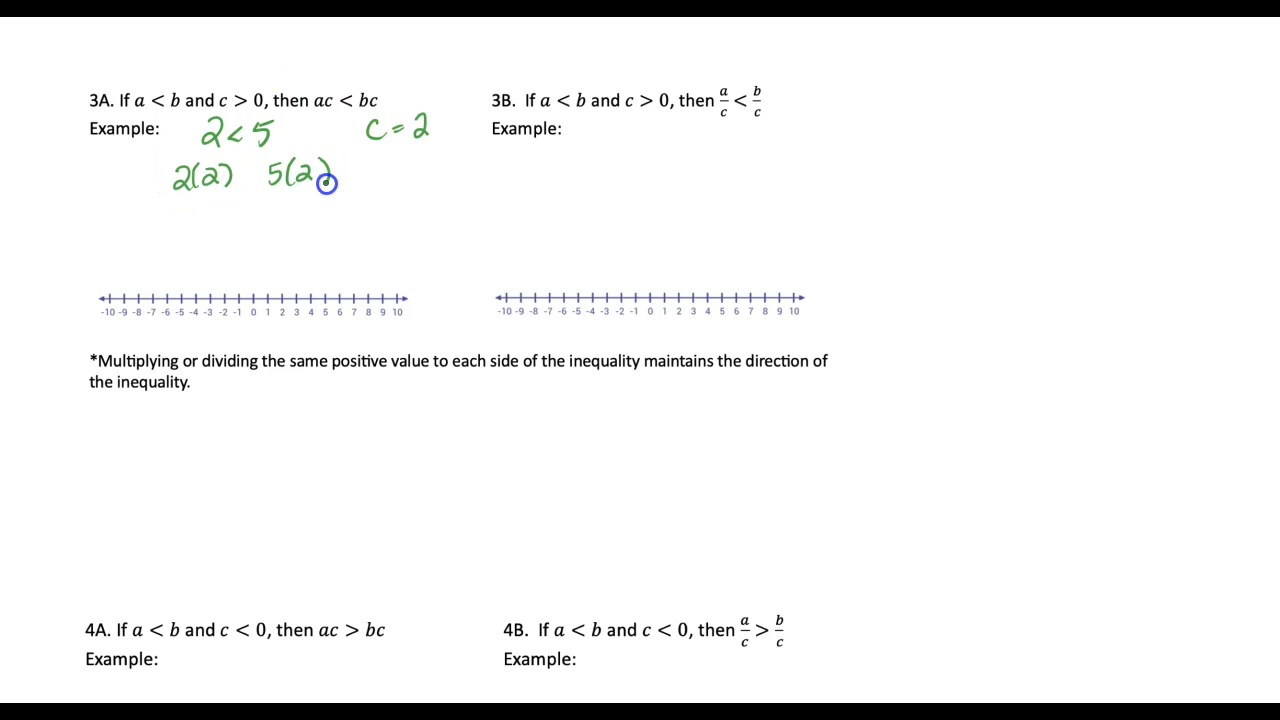 3A. If a < b and c > 0, then ac < bc
Example: 2 < 5 c = 2
2(2) 5(2)
3B. If a < b and c > 0, then a/c < b/c
Example:
-10 -9 -8 -7 -6 -5 -4 -3 -2 -1 0 1 2 3 4 5 6 7 8 9 10
-10 -9 -8 -7 -6 -5 -4 -3 -2 -1 0 1 2 3 4 5 6 7 8 9 10
*Multiplying or dividing the same positive value to each side of the inequality maintains the direction of
the inequality.
4A. If a < b and c < 0, then ac > bc
Example:
4B. If a < b and c < 0, then a/c > b/c
Example: